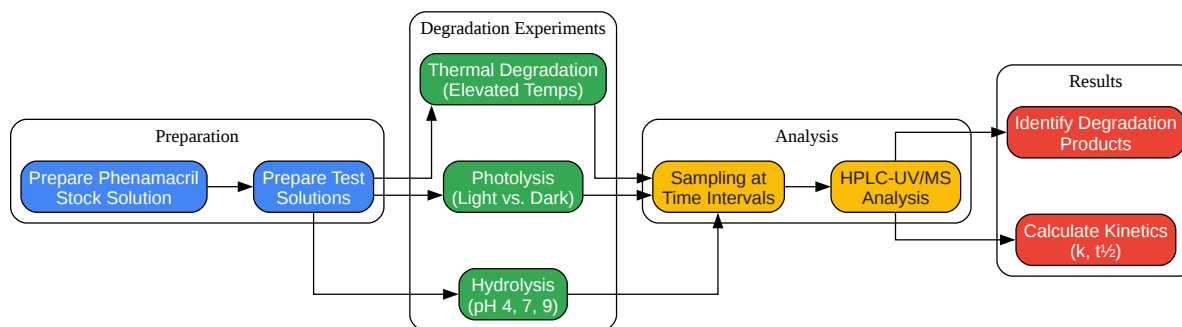 Preparation
Prepare Phenamacril
Stock Solution
Prepare Test
Solutions
Degradation Experiments
Thermal Degradation
(Elevated Temps)
Photolysis
(Light vs. Dark)
Hydrolysis
(pH 4, 7, 9)
Analysis
Sampling at
Time Intervals
HPLC-UV/MS
Analysis
Results
Identify Degradation
Products
Calculate Kinetics
(k, t½)